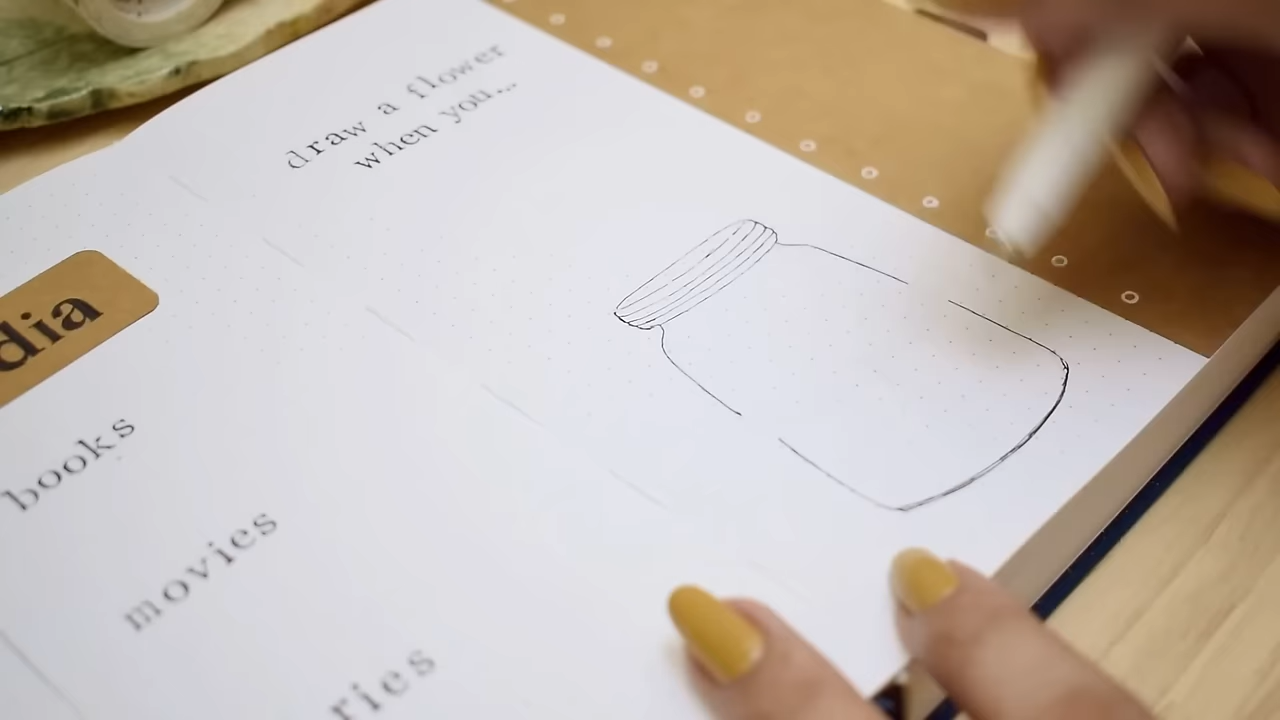 draw a flower
when you...
dia
books
movies
ries